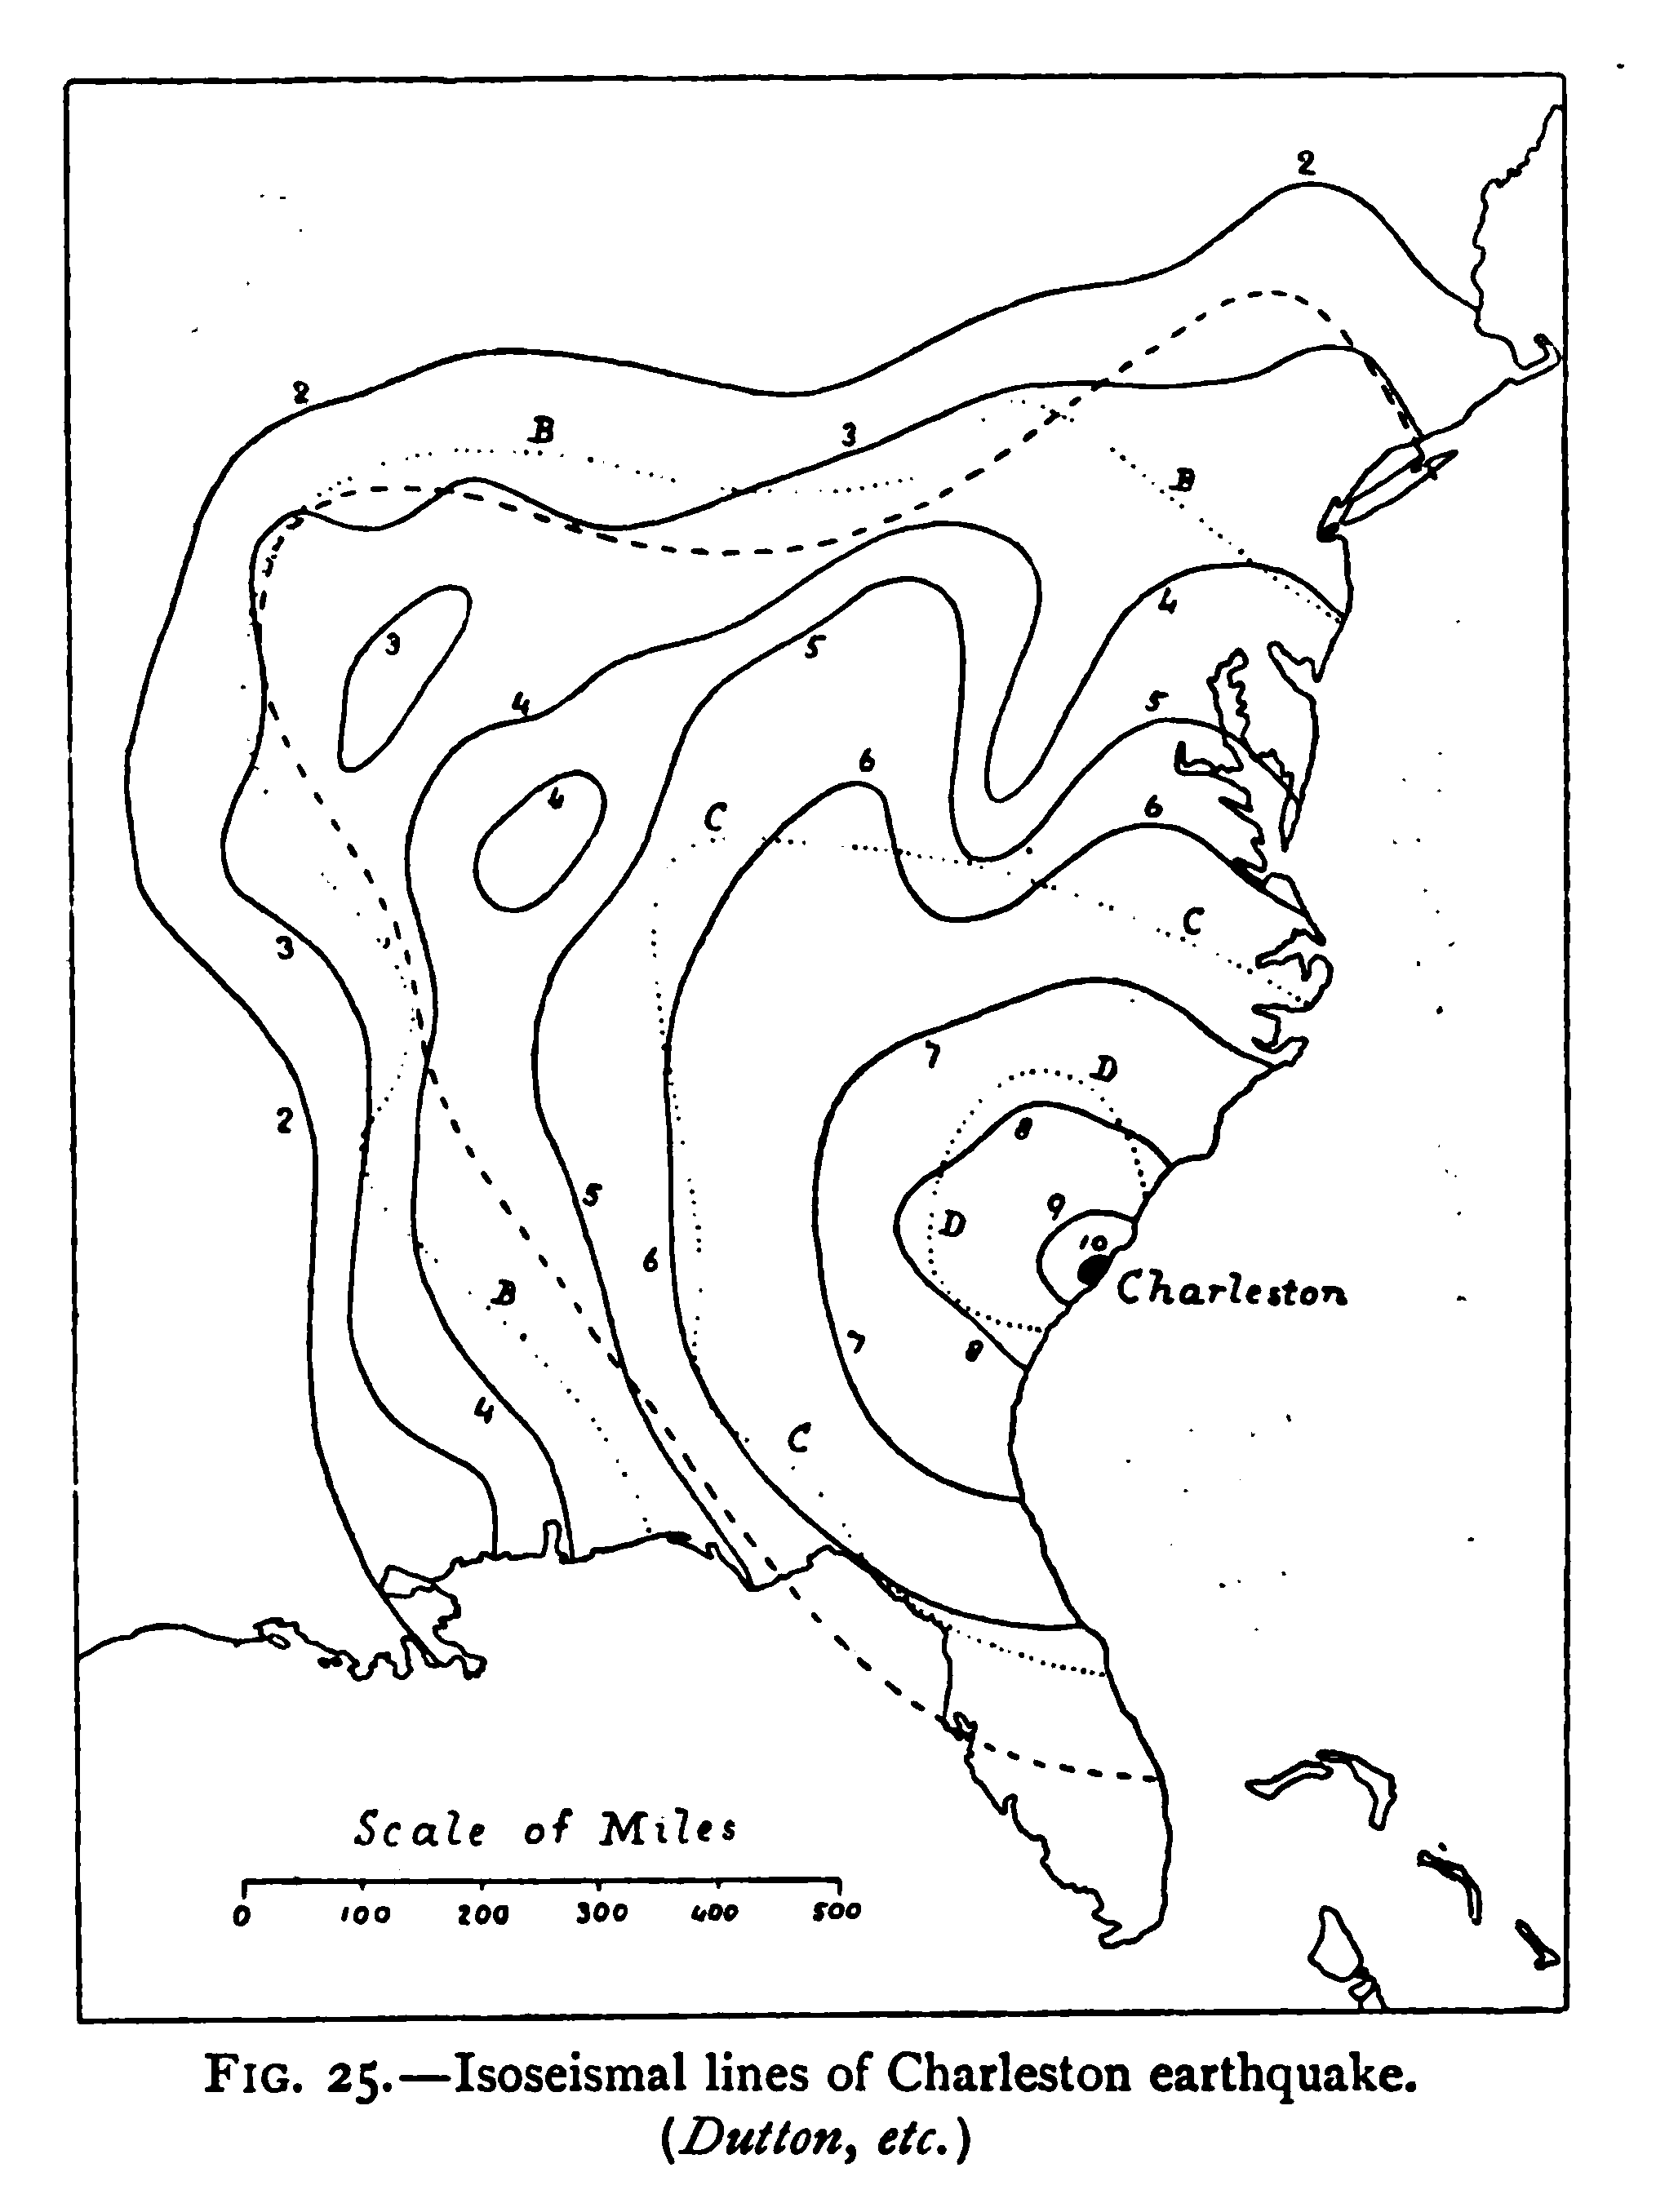 2
2
B
3
B
3
4
5
4
5
4
6
6
C
C
3
7
D
2
8
5
9
D
10
6
Charleston
B
7
8
4
C
Scale of Miles
0 100 200 300 400 500
FIG. 25.—Isoseismal lines of Charleston earthquake.
(Dutton, etc.)